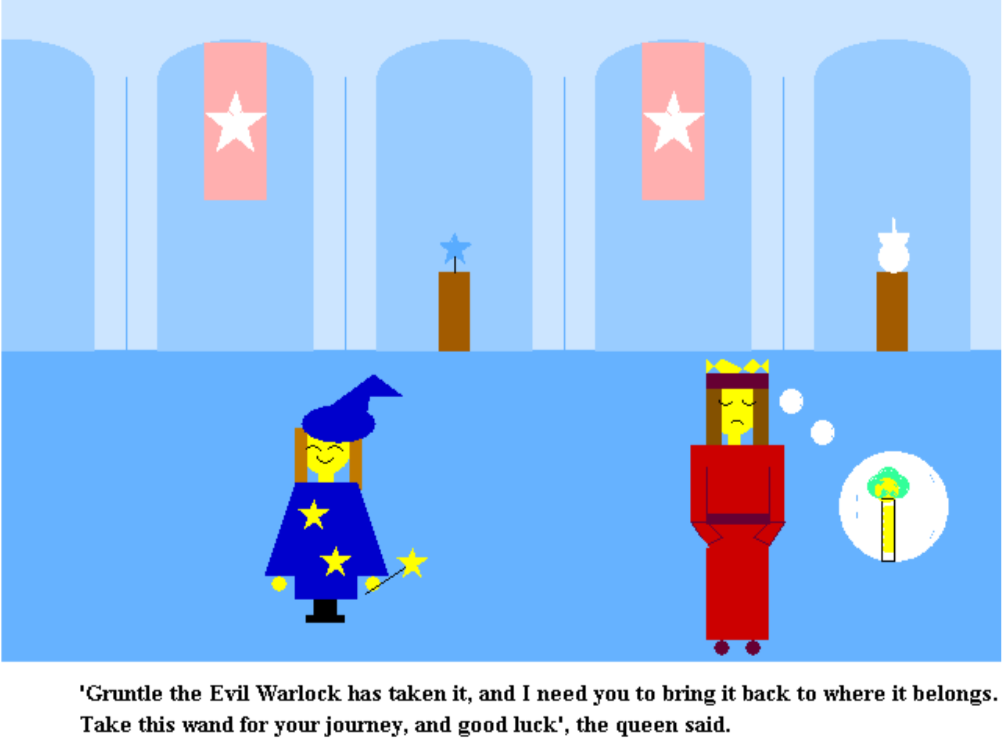 'Gruntle the Evil Warlock has taken it, and I need you to bring it back to where it belongs.
Take this wand for your journey, and good luck', the queen said.